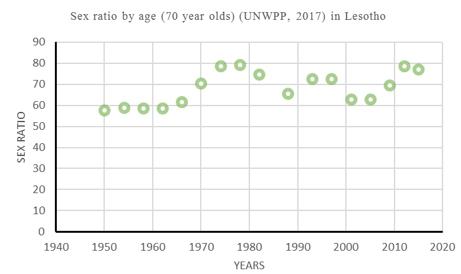 Sex ratio by age (70 year olds) (UNWPP, 2017) in Lesotho
90
80
70
60
50
40
30
20
10
0
SEX RATIO
1940 1950 1960 1970 1980 1990 2000 2010 2020
YEARS